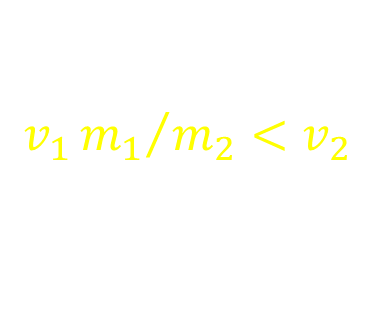 𝑣₁ 𝑚₁/𝑚₂ < 𝑣₂